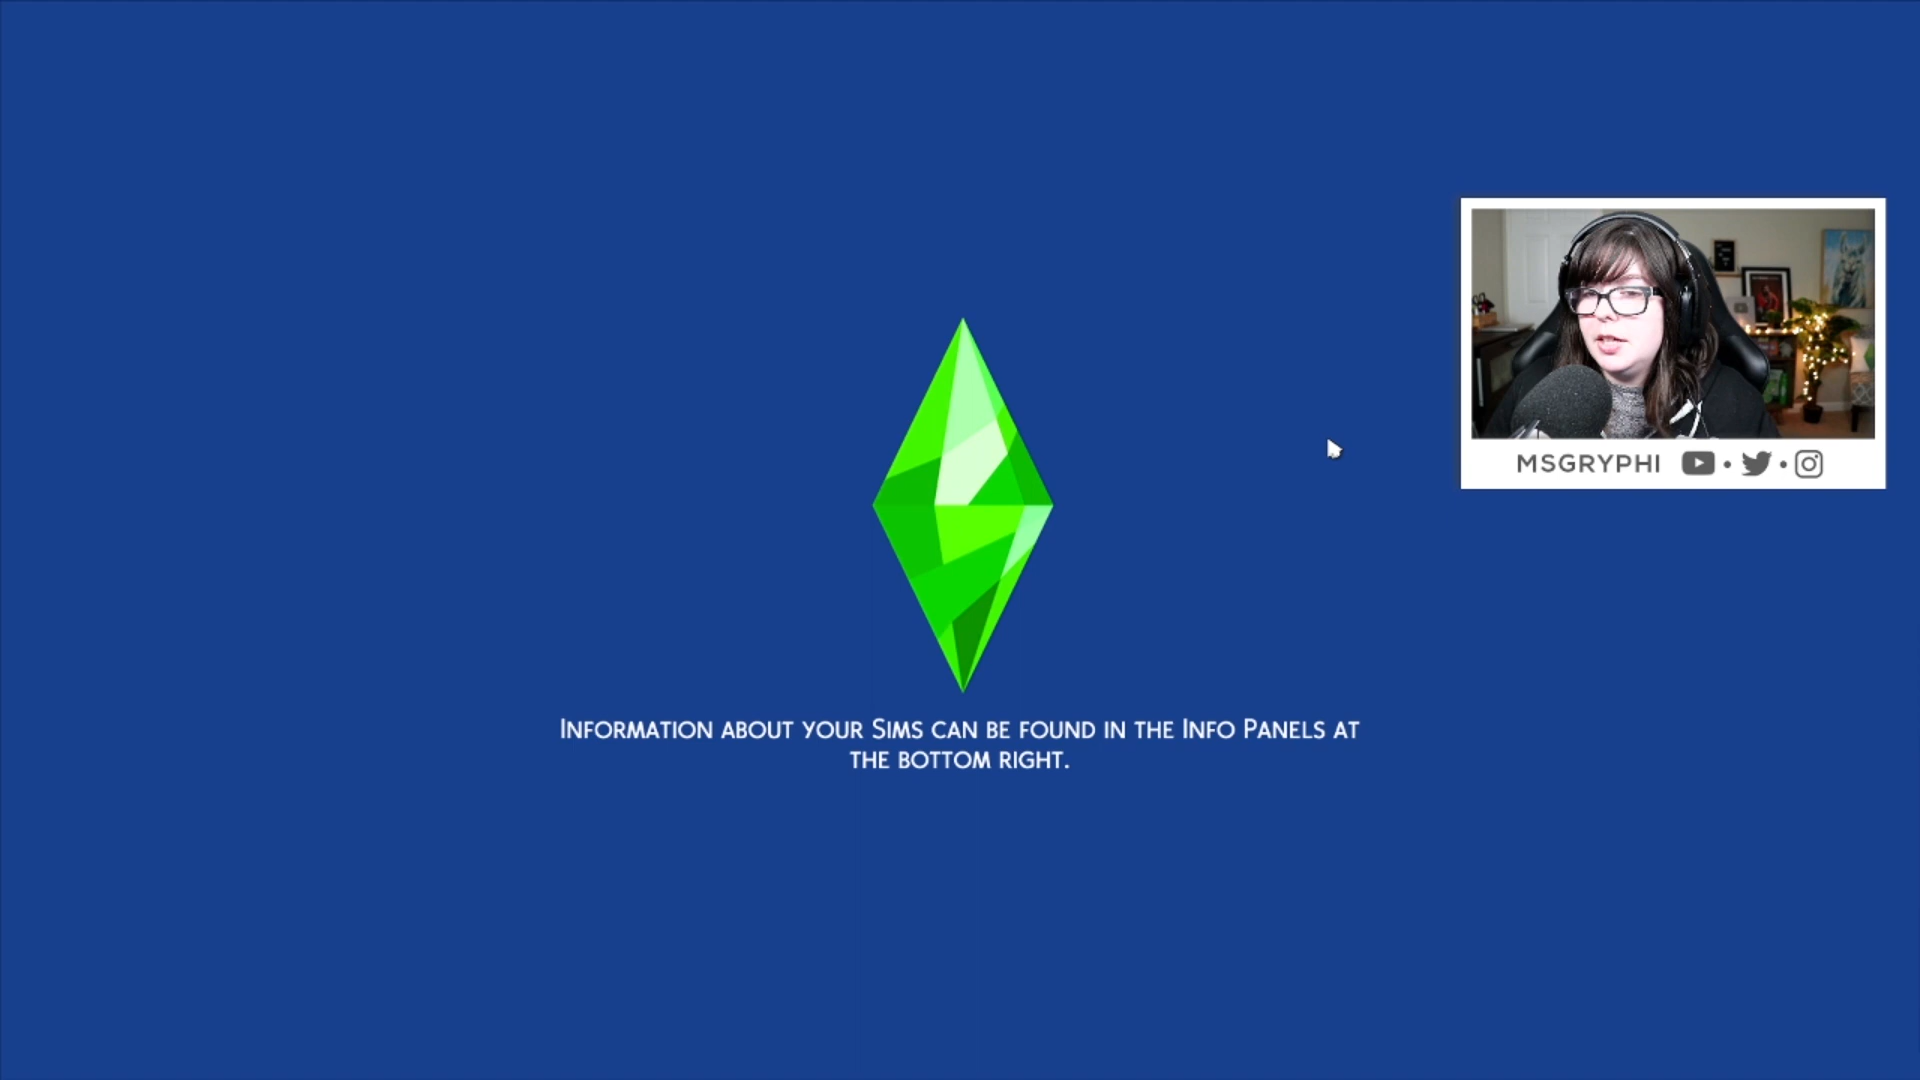 MSGRYPHI
INFORMATION ABOUT YOUR SIMS CAN BE FOUND IN THE INFO PANELS AT
THE BOTTOM RIGHT.